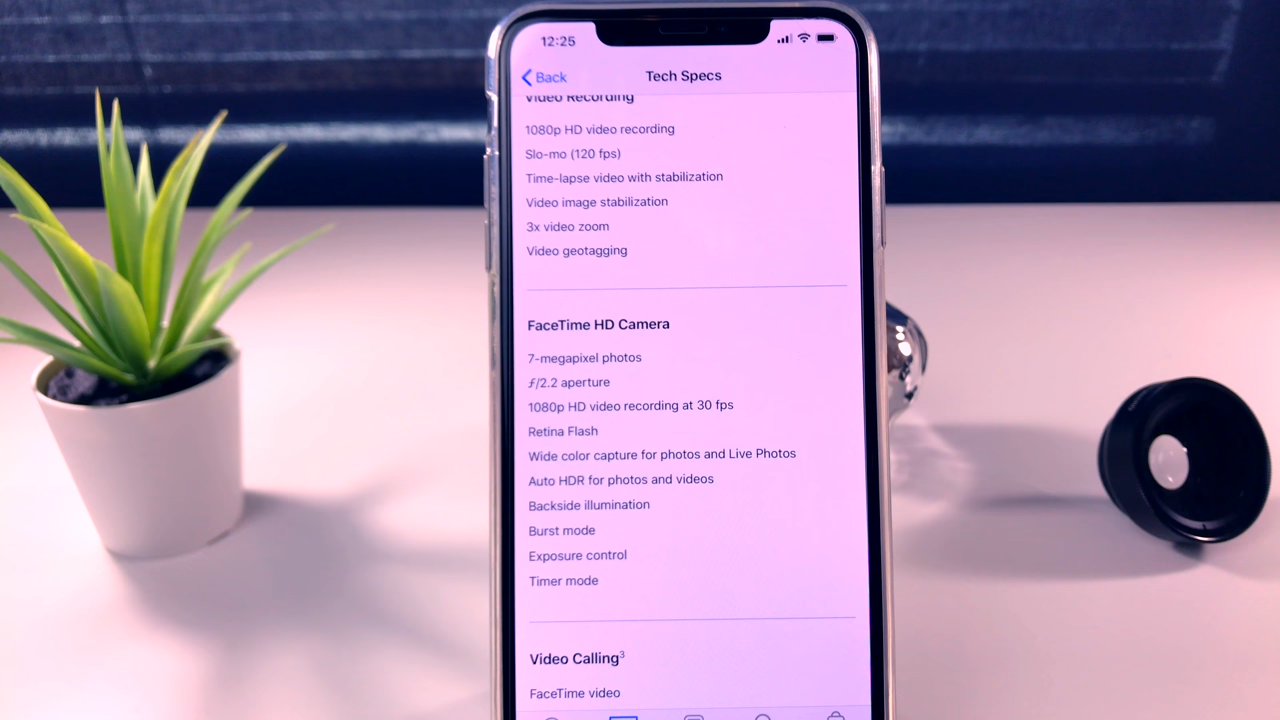 12:25
Back
Tech Specs
Video Recording
1080p HD video recording
Slo-mo (120 fps)
Time-lapse video with stabilization
Video image stabilization
3x video zoom
Video geotagging
FaceTime HD Camera
7-megapixel photos
ƒ/2.2 aperture
1080p HD video recording at 30 fps
Retina Flash
Wide color capture for photos and Live Photos
Auto HDR for photos and videos
Backside illumination
Burst mode
Exposure control
Timer mode
Video Calling³
FaceTime video